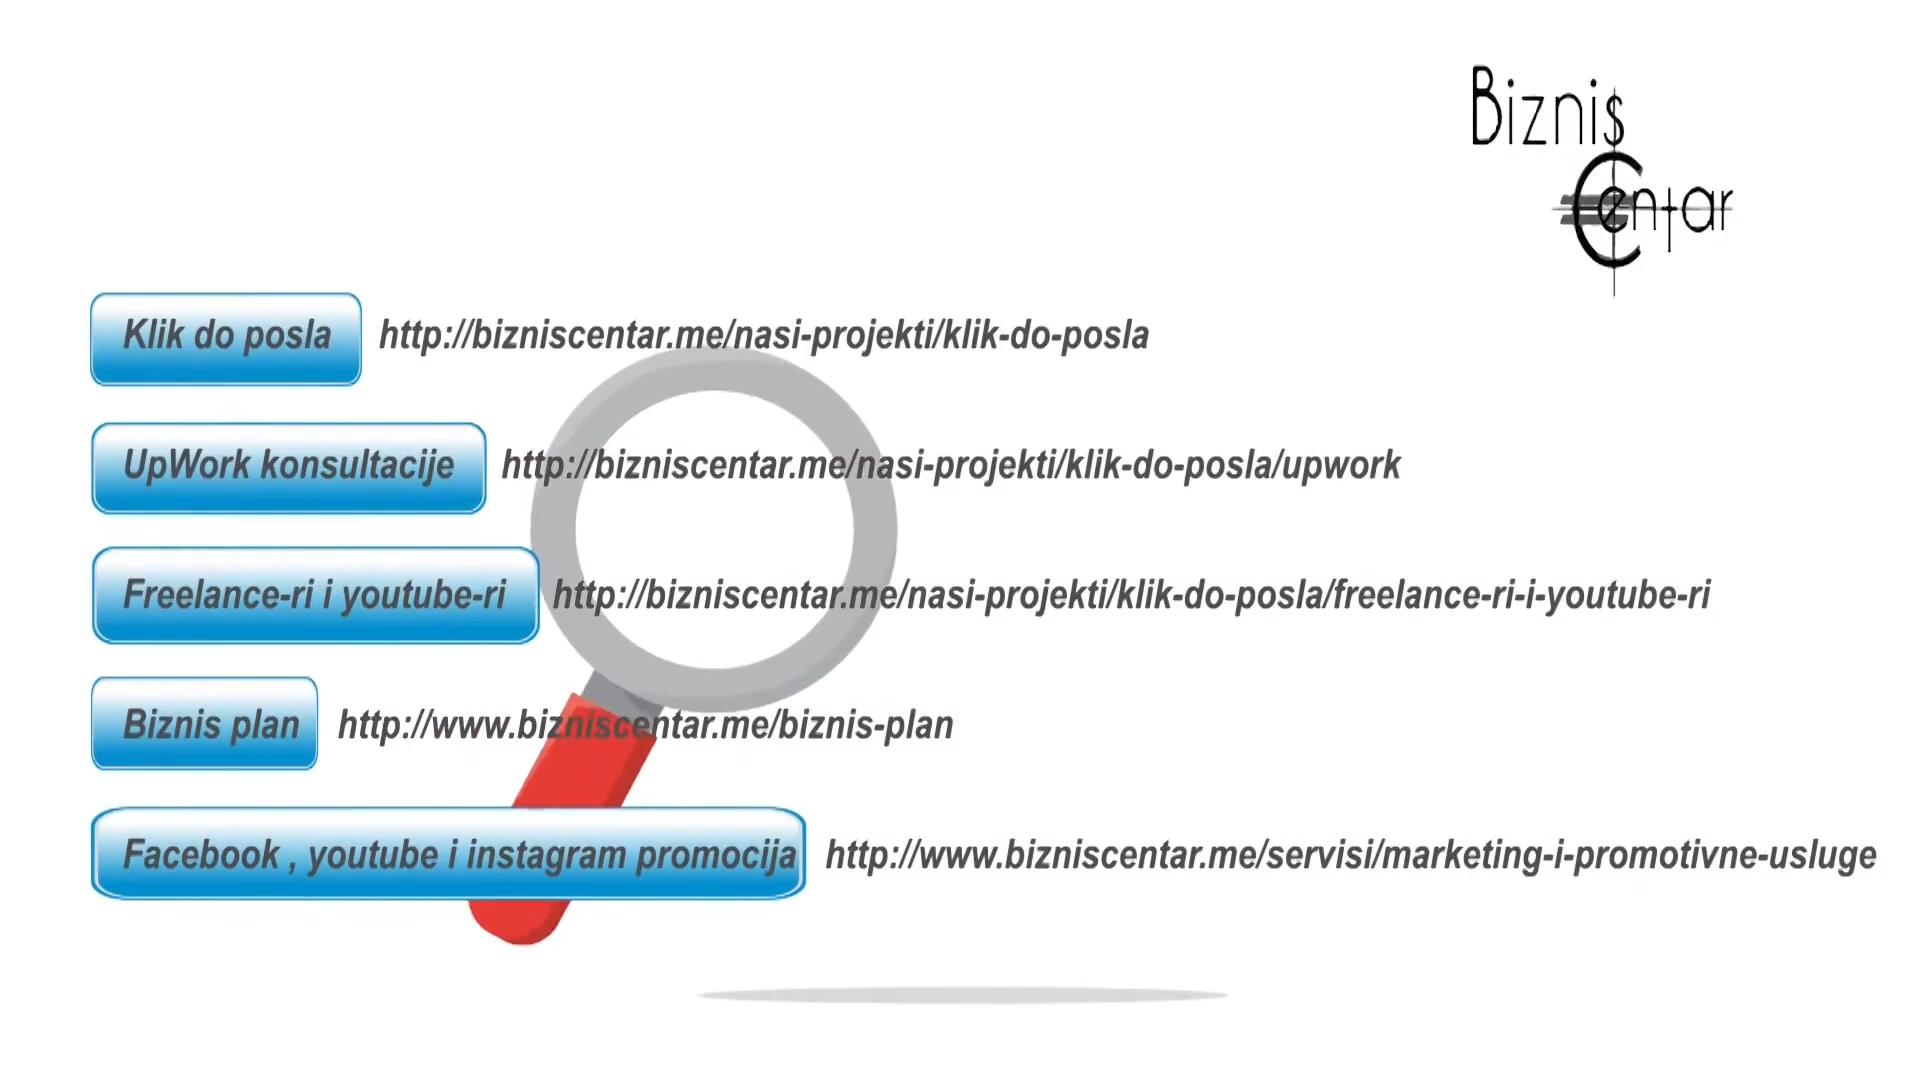 Biznis
Centar
Klik do posla http://bizniscentar.me/nasi-projekti/klik-do-posla
UpWork konsultacije http://bizniscentar.me/nasi-projekti/klik-do-posla/upwork
Freelance-ri i youtube-ri http://bizniscentar.me/nasi-projekti/klik-do-posla/freelance-ri-i-youtube-ri
Biznis plan http://www.bizniscentar.me/biznis-plan
Facebook , youtube i instagram promocija http://www.bizniscentar.me/servisi/marketing-i-promotivne-usluge